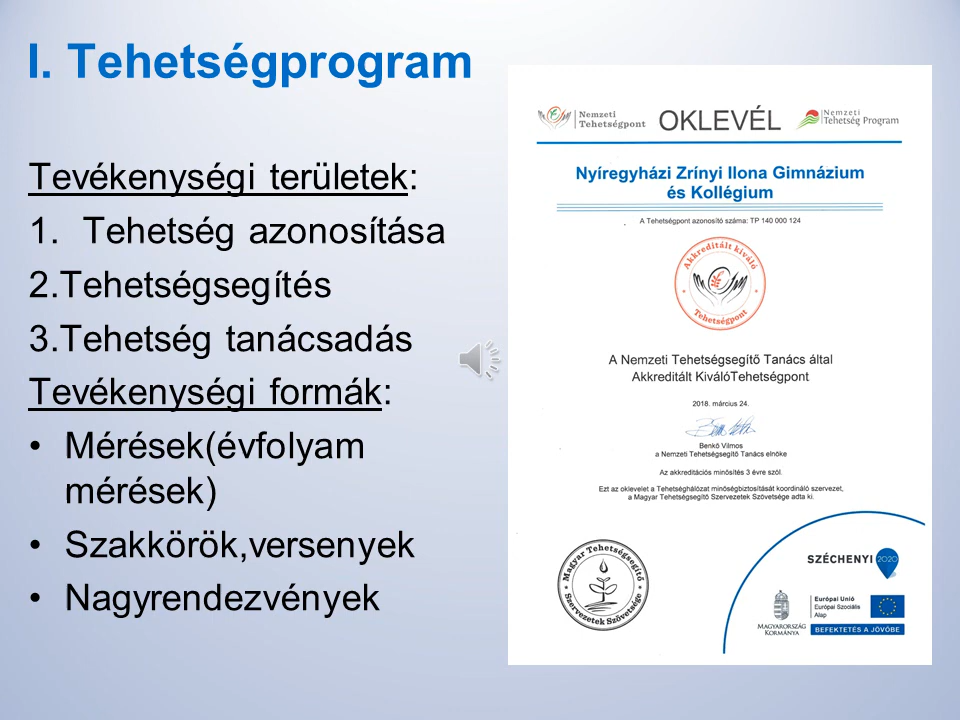 I. Tehetségprogram
Tevékenységi területek:
1. Tehetség azonosítása
2.Tehetségsegítés
3.Tehetség tanácsadás
Tevékenységi formák:
• Mérések(évfolyam
mérések)
• Szakkörök,versenyek
• Nagyrendezvények
Nemzeti
Tehetségpont
OKLEVÉL
Nemzeti
Tehetség Program
Nyíregyházi Zrínyi Ilona Gimnázium
és Kollégium
A Tehetségpont azonosító száma: TP 140 000 124
Akkreditált kiváló
Tehetségpont
A Nemzeti Tehetségsegítő Tanács által
Akkreditált KiválóTehetségpont
2018. március 24.
Benkő Vilmos
a Nemzeti Tehetségsegítő Tanács elnöke
Az akkreditációs minősítés 3 évre szól.
Ezt az oklevelet a Tehetséghálózat minőségbiztosítását koordináló szervezet,
a Magyar Tehetségsegítő Szervezetek Szövetsége adta ki.
Magyar Tehetségsegítő
Szervezetek Szövetsége
SZÉCHENYI 2020
MAGYARORSZÁG
KORMÁNYA
Európai Unió
Európai Szociális
Alap
BEFEKTETÉS A JÖVŐBE